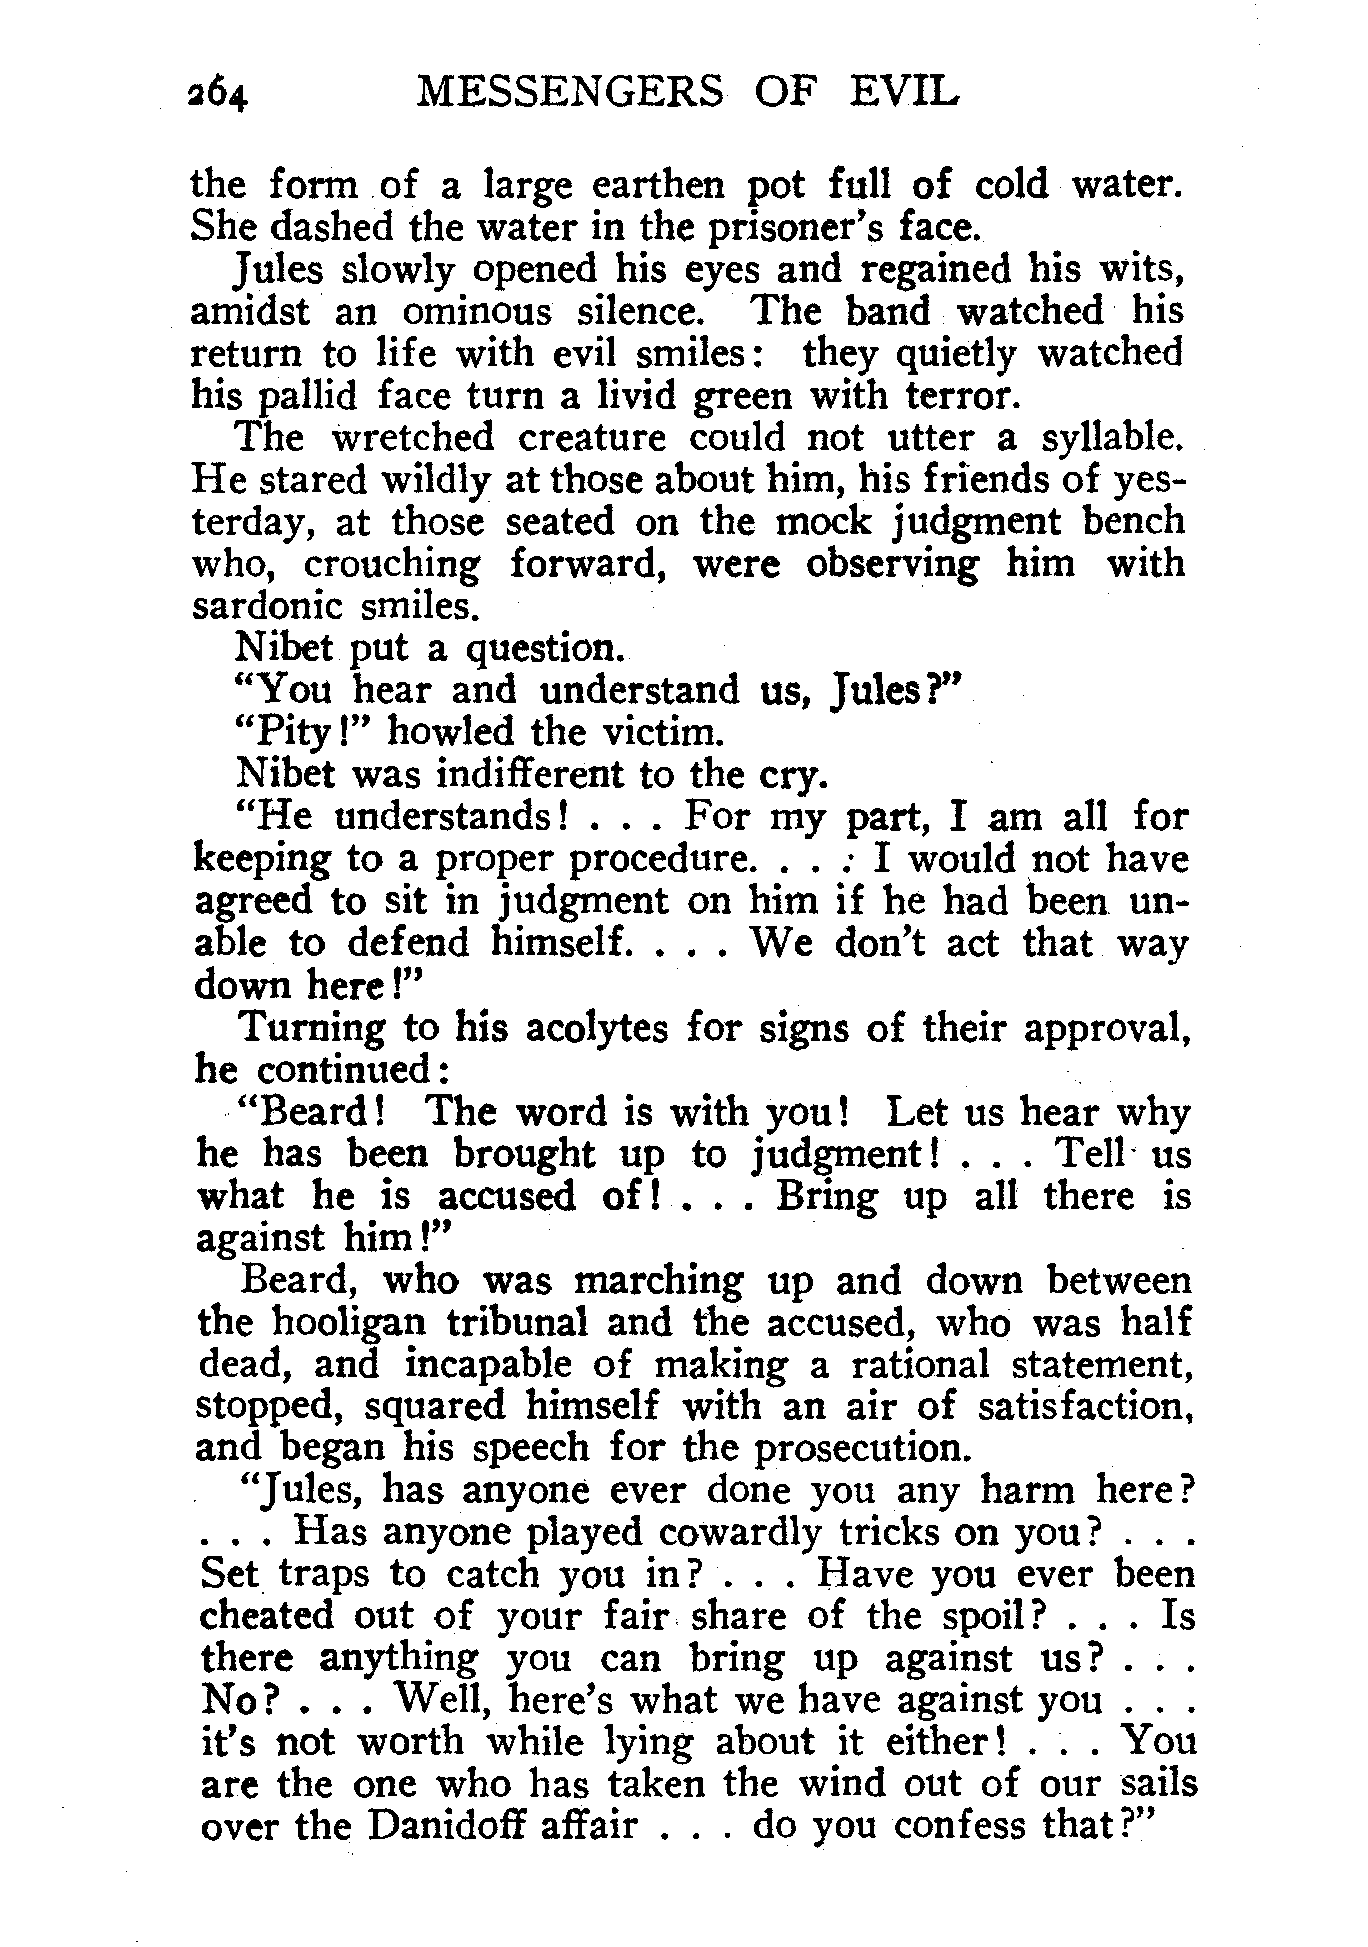 264 MESSENGERS OF EVIL
the form of a large earthen pot full of cold water.
She dashed the water in the prisoner's face.
Jules slowly opened his eyes and regained his wits,
amidst an ominous silence. The band watched his
return to life with evil smiles: they quietly watched
his pallid face turn a livid green with terror.
The wretched creature could not utter a syllable.
He stared wildly at those about him, his friends of yes-
terday, at those seated on the mock judgment bench
who, crouching forward, were observing him with
sardonic smiles.
Nibet put a question.
"You hear and understand us, Jules?"
"Pity!" howled the victim.
Nibet was indifferent to the cry.
"He understands! . . . For my part, I am all for
keeping to a proper procedure. . . . I would not have
agreed to sit in judgment on him if he had been un-
able to defend himself. . . . We don't act that way
down here!"
Turning to his acolytes for signs of their approval,
he continued:
"Beard! The word is with you! Let us hear why
he has been brought up to judgment! . . . Tell us
what he is accused of! . . . Bring up all there is
against him!"
Beard, who was marching up and down between
the hooligan tribunal and the accused, who was half
dead, and incapable of making a rational statement,
stopped, squared himself with an air of satisfaction,
and began his speech for the prosecution.
"Jules, has anyone ever done you any harm here?
. . . Has anyone played cowardly tricks on you? . . .
Set traps to catch you in? . . . Have you ever been
cheated out of your fair share of the spoil? . . . Is
there anything you can bring up against us? . . .
No? . . . Well, here's what we have against you . . .
it's not worth while lying about it either! . . . You
are the one who has taken the wind out of our sails
over the Danidoff affair . . . do you confess that?"